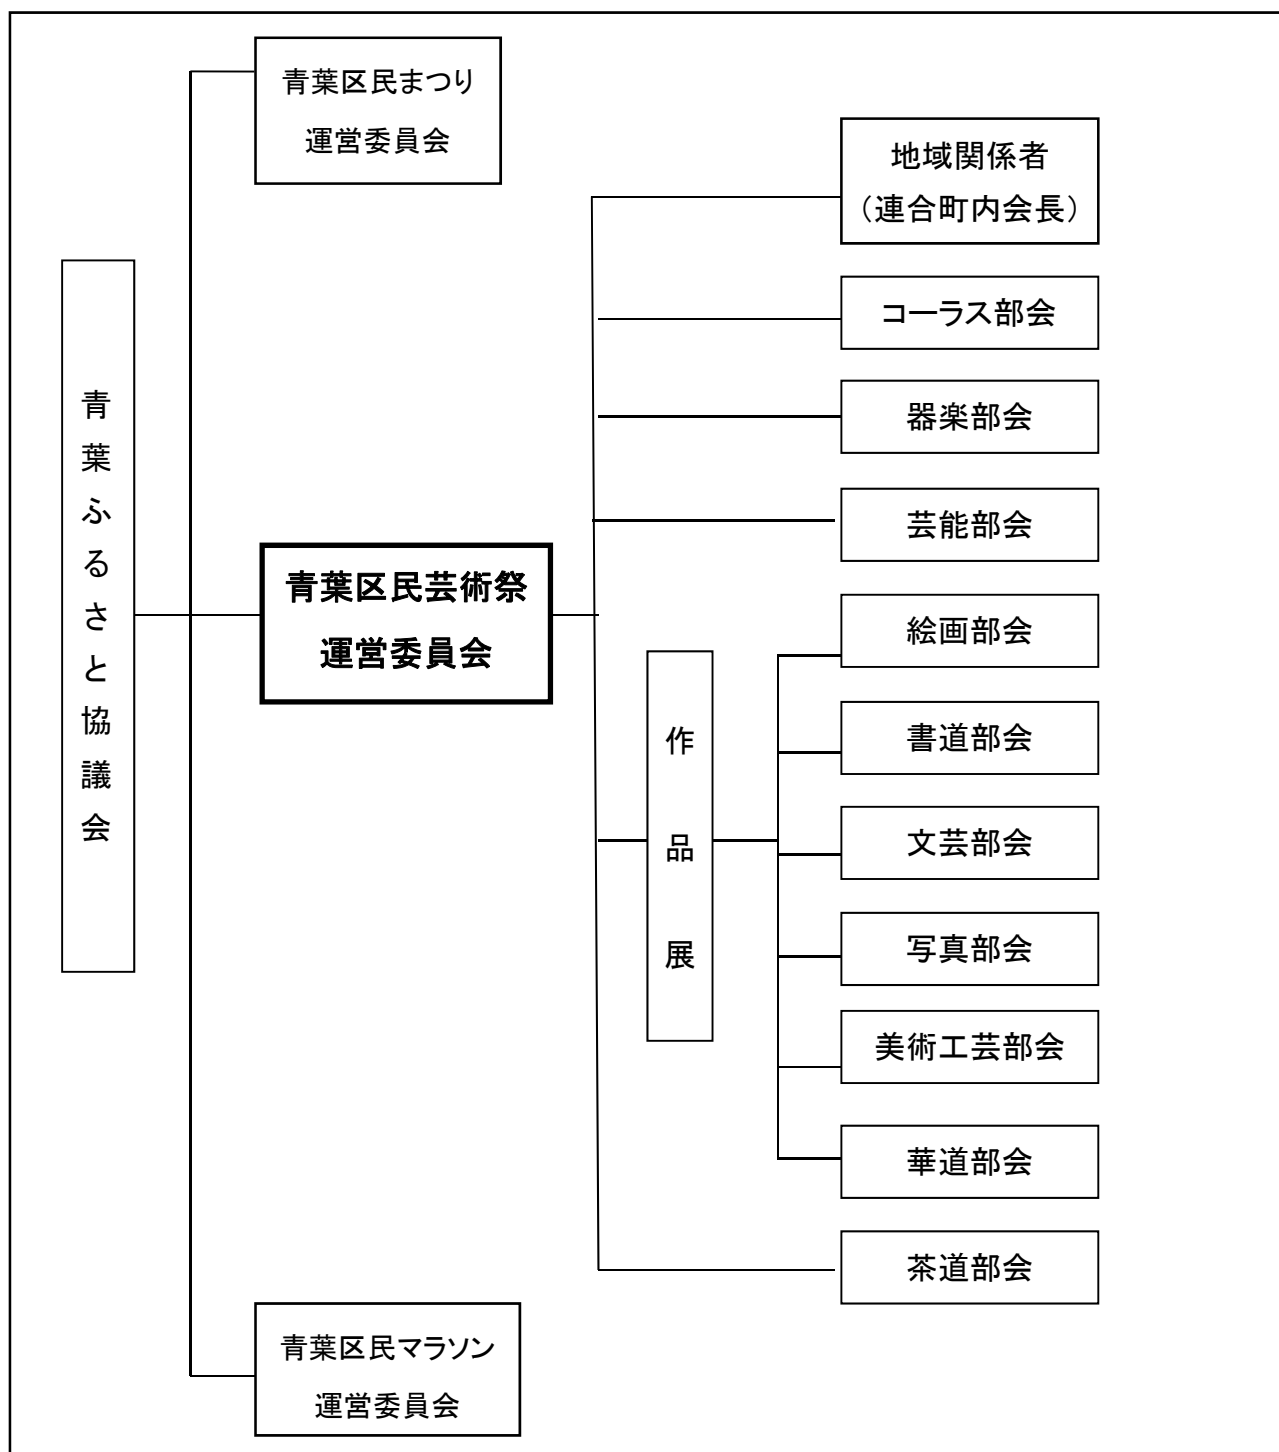 青葉ふるさと協議会
青葉区民まつり
運営委員会
青葉区民芸術祭
運営委員会
青葉区民マラソン
運営委員会
地域関係者
（連合町内会長）
コーラス部会
器楽部会
芸能部会
作品展
絵画部会
書道部会
文芸部会
写真部会
美術工芸部会
華道部会
茶道部会